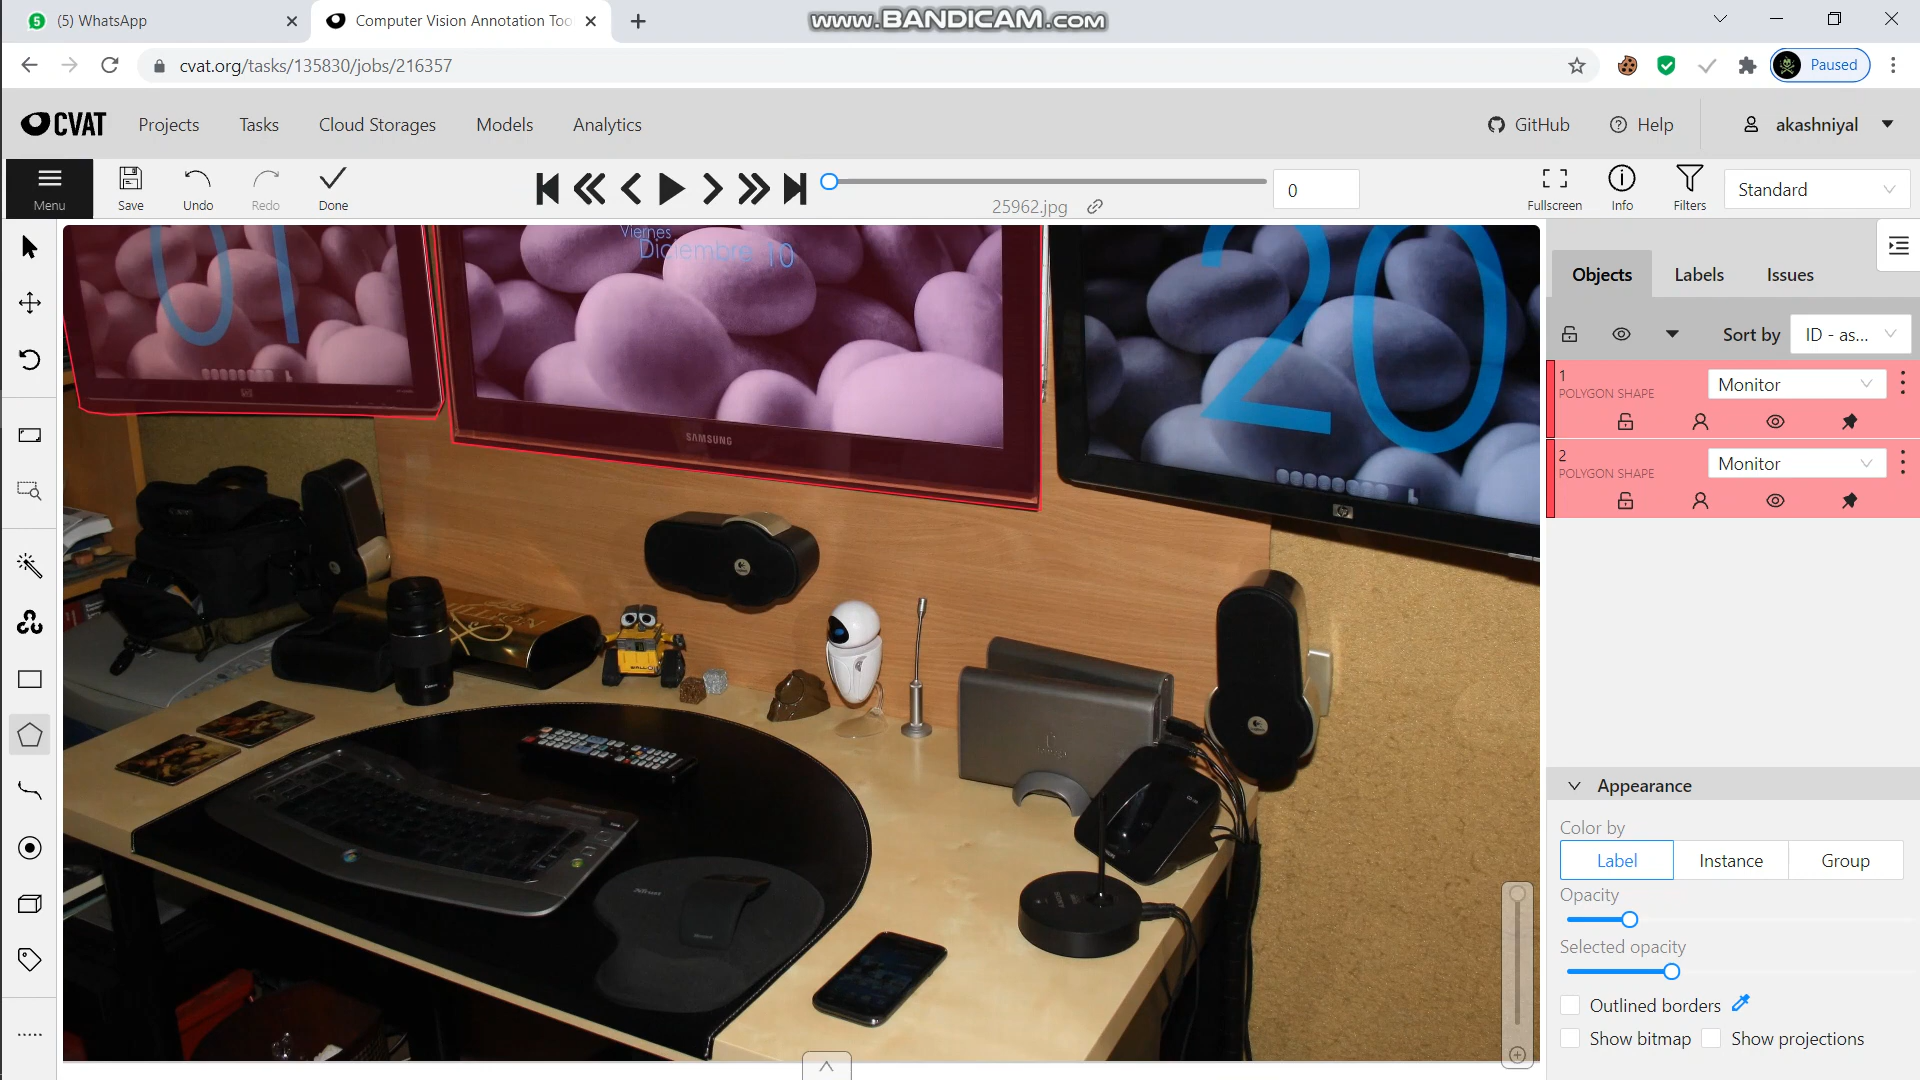 (5) WhatsApp
Computer Vision Annotation Too
www.BANDICAM.com
cvat.org/tasks/135830/jobs/216357
Paused
CVAT
Projects
Tasks
Cloud Storages
Models
Analytics
GitHub
Help
akashniyal
Menu
Save
Undo
Redo
Done
25962.jpg
0
Fullscreen
Info
Filters
Standard
Viernes
Diciembre 10
01
20
SAMSUNG
hp
Objects
Labels
Issues
Sort by
ID - as...
1
POLYGON SHAPE
Monitor
2
POLYGON SHAPE
Monitor
Appearance
Color by
Label
Instance
Group
Opacity
Selected opacity
Outlined borders
Show bitmap
Show projections